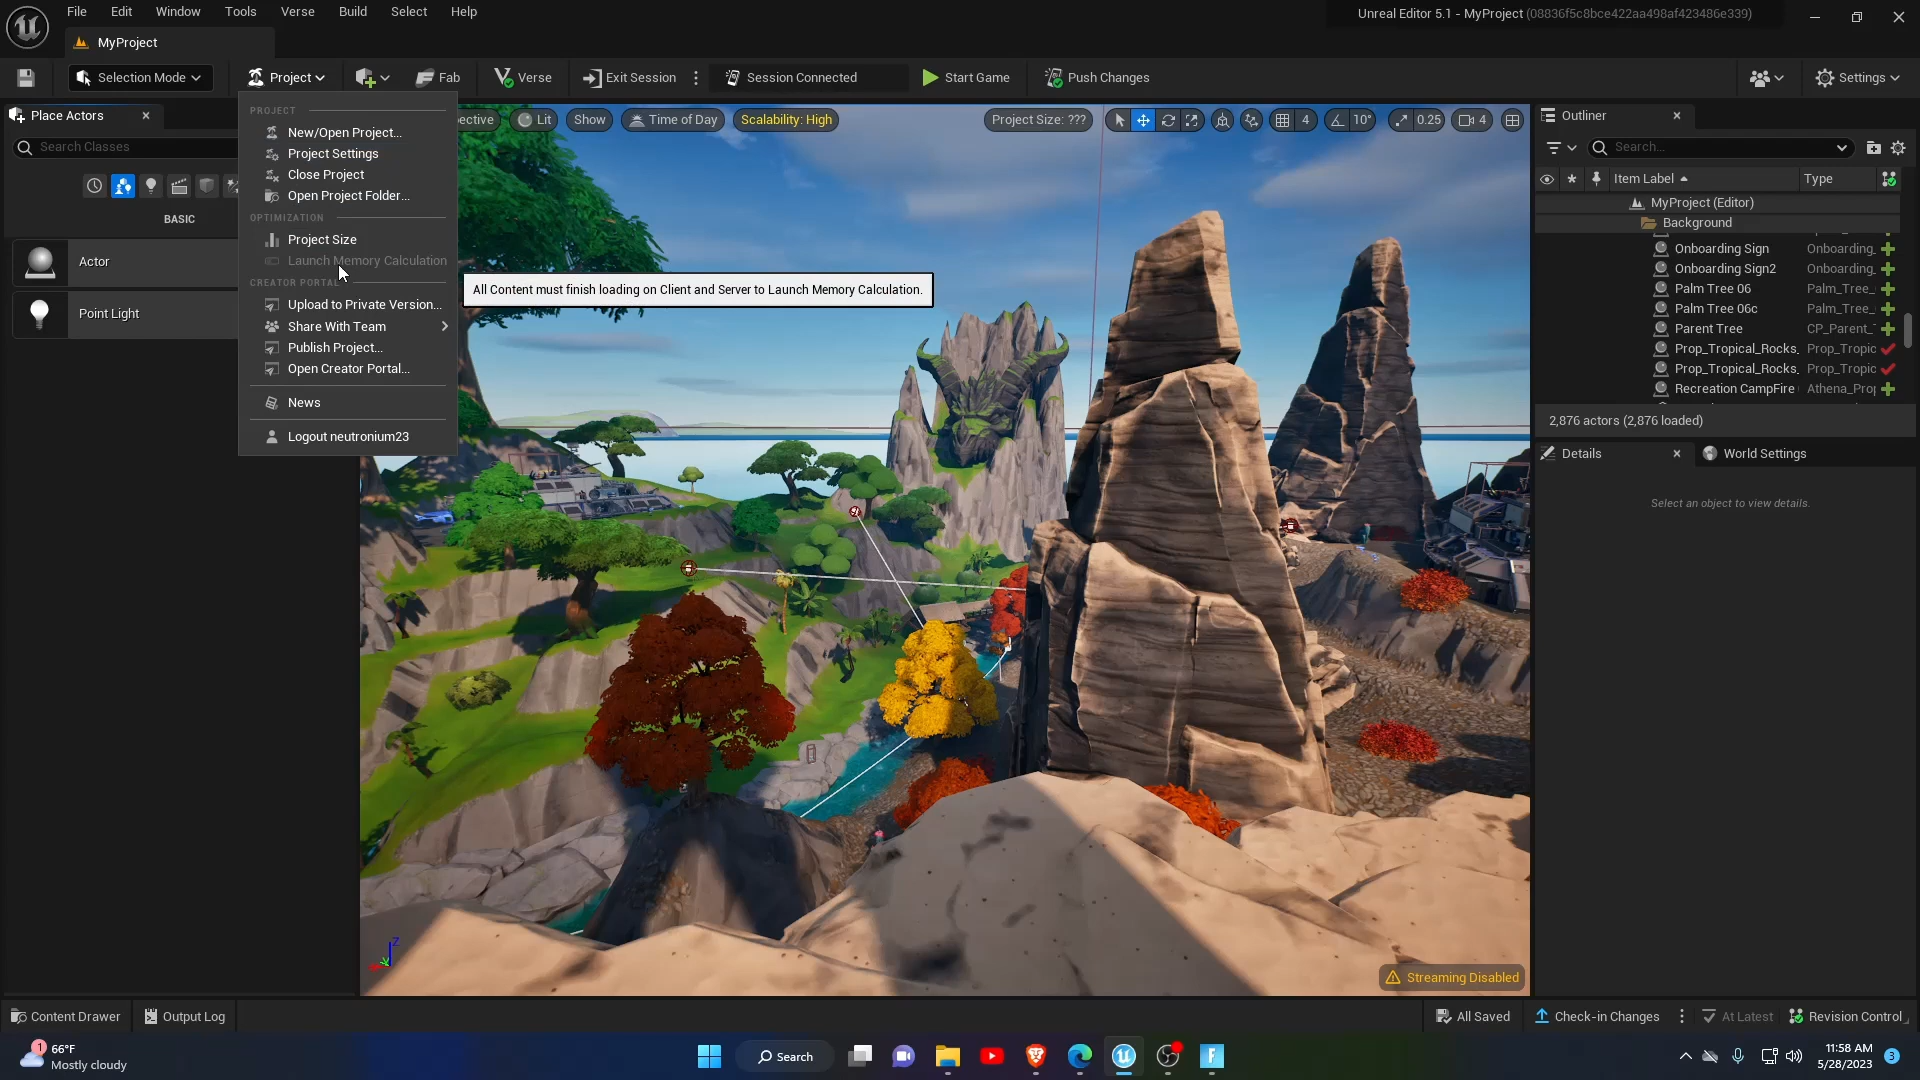 File Edit Window Tools Verse Build Select Help
Unreal Editor 5.1 - MyProject (08836f5c8bce422aa498af423486e339)
MyProject
Selection Mode
Project
Fab
Verse
Exit Session
Session Connected
Start Game
Push Changes
Settings
Place Actors
Search Classes
BASIC
Actor
Point Light
PROJECT
New/Open Project...
Project Settings
Close Project
Open Project Folder...
OPTIMIZATION
Project Size
Launch Memory Calculation
CREATOR PORTAL
Upload to Private Version...
Share With Team
Publish Project...
Open Creator Portal...
News
Logout neutronium23
All Content must finish loading on Client and Server to Launch Memory Calculation.
Lit
Show
Time of Day
Scalability: High
Project Size: ???
4
10°
0.25
4
Streaming Disabled
Outliner
Search...
Item Label
Type
MyProject (Editor)
Background
Onboarding Sign Onboarding_
Onboarding Sign2 Onboarding_
Palm Tree 06 Palm_Tree_
Palm Tree 06c Palm_Tree_
Parent Tree CP_Parent_
Prop_Tropical_Rocks_ Prop_Tropic
Prop_Tropical_Rocks_ Prop_Tropic
Recreation CampFire Athena_Pro
2,876 actors (2,876 loaded)
Details
World Settings
Select an object to view details.
Content Drawer
Output Log
All Saved
Check-in Changes
At Latest
Revision Control
1
66°F
Mostly cloudy
Search
11:58 AM
5/28/2023
3